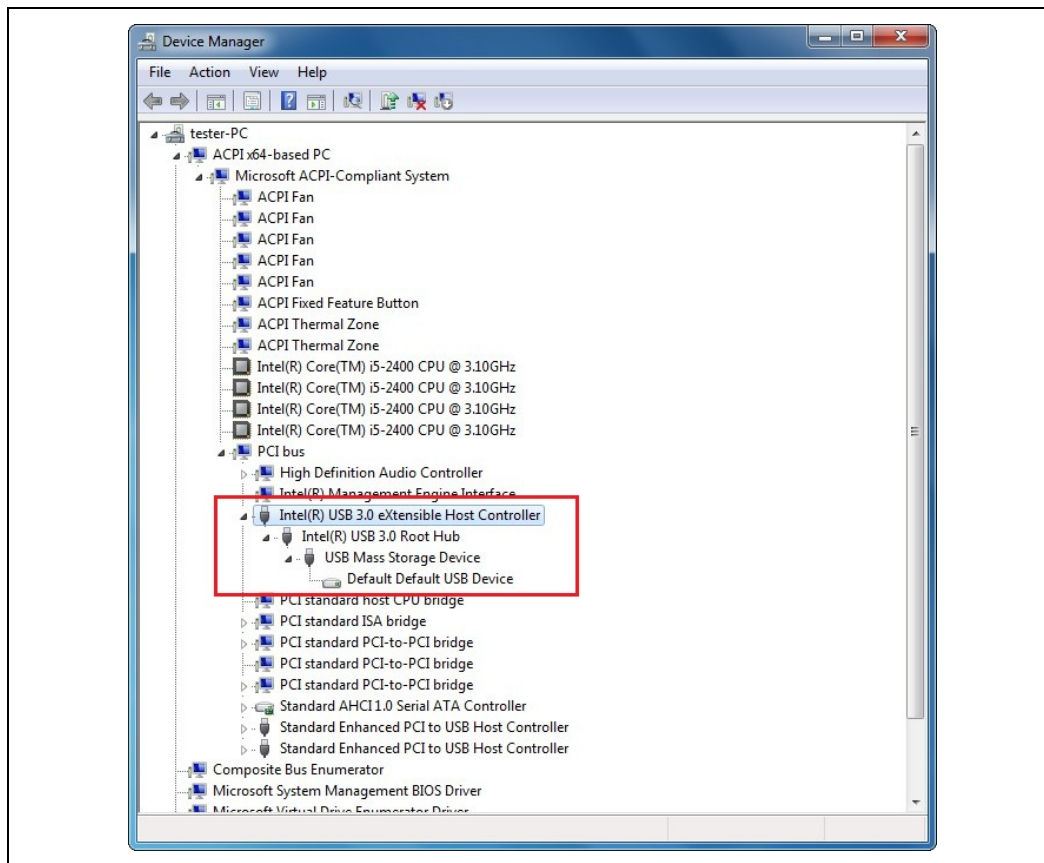 Device Manager
File Action View Help
tester-PC
ACPI x64-based PC
Microsoft ACPI-Compliant System
ACPI Fan
ACPI Fan
ACPI Fan
ACPI Fan
ACPI Fan
ACPI Fixed Feature Button
ACPI Thermal Zone
ACPI Thermal Zone
Intel(R) Core(TM) i5-2400 CPU @ 3.10GHz
Intel(R) Core(TM) i5-2400 CPU @ 3.10GHz
Intel(R) Core(TM) i5-2400 CPU @ 3.10GHz
Intel(R) Core(TM) i5-2400 CPU @ 3.10GHz
PCI bus
High Definition Audio Controller
Intel(R) Management Engine Interface
Intel(R) USB 3.0 eXtensible Host Controller
Intel(R) USB 3.0 Root Hub
USB Mass Storage Device
Default Default USB Device
PCI standard host CPU bridge
PCI standard ISA bridge
PCI standard PCI-to-PCI bridge
PCI standard PCI-to-PCI bridge
PCI standard PCI-to-PCI bridge
Standard AHCI 1.0 Serial ATA Controller
Standard Enhanced PCI to USB Host Controller
Standard Enhanced PCI to USB Host Controller
Composite Bus Enumerator
Microsoft System Management BIOS Driver
Microsoft Virtual Drive Enumerator Driver